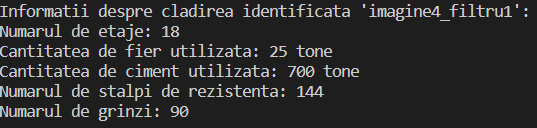 Informatii despre cladirea identificata 'imagine4_filtru1':
Numarul de etaje: 18
Cantitatea de fier utilizata: 25 tone
Cantitatea de ciment utilizata: 700 tone
Numarul de stalpi de rezistenta: 144
Numarul de grinzi: 90